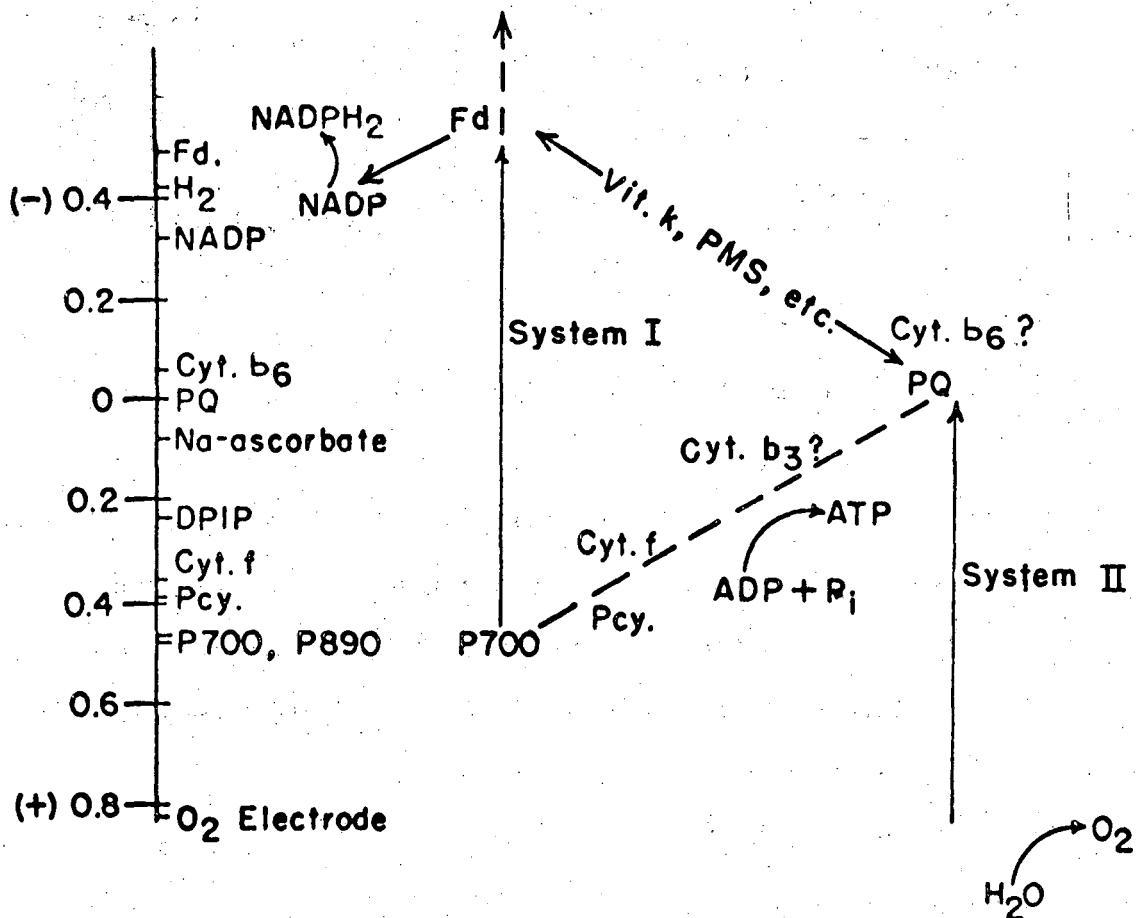 NADPH2
Fd
Fd.
(-) 0.4
H2
NADP
NADP
Vit. k, PMS, etc.
0.2
System I
Cyt. b6 ?
Cyt. b6
PQ
0
PQ
Na-ascorbate
Cyt. b3 ?
0.2
DPIP
ATP
Cyt. f
Cyt. f
System II
0.4
Pcy.
ADP + Pi
Pcy.
P700, P890
P700
0.6
(+) 0.8
O2 Electrode
O2
H2O